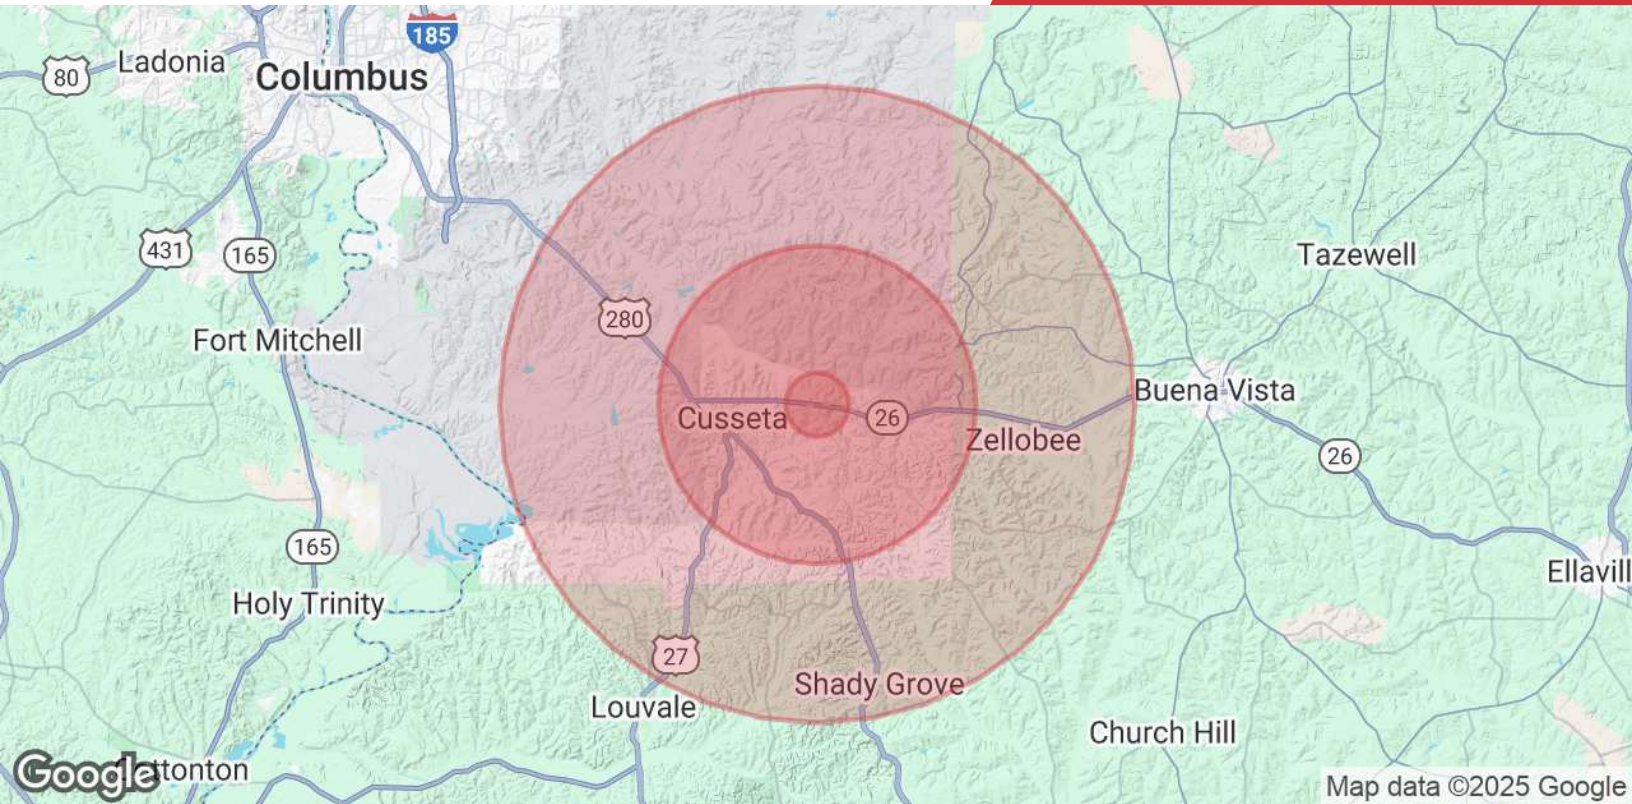 185
Ladonia
80
Columbus
431
165
Tazewell
280
Fort Mitchell
Buena Vista
Cusseta
26
Zellobee
26
165
Ellavill
Holy Trinity
27
Shady Grove
Louvale
Church Hill
Google
ttonton
Map data ©2025 Google